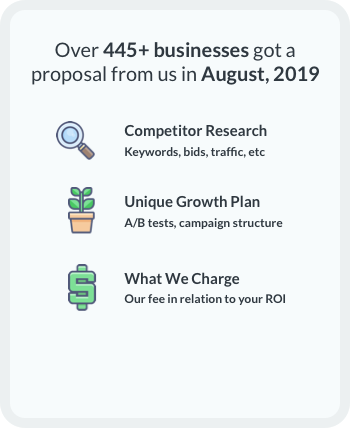 Over 445+ businesses got a
proposal from us in August, 2019
Competitor Research
Keywords, bids, traffic, etc
Unique Growth Plan
A/B tests, campaign structure
What We Charge
Our fee in relation to your ROI